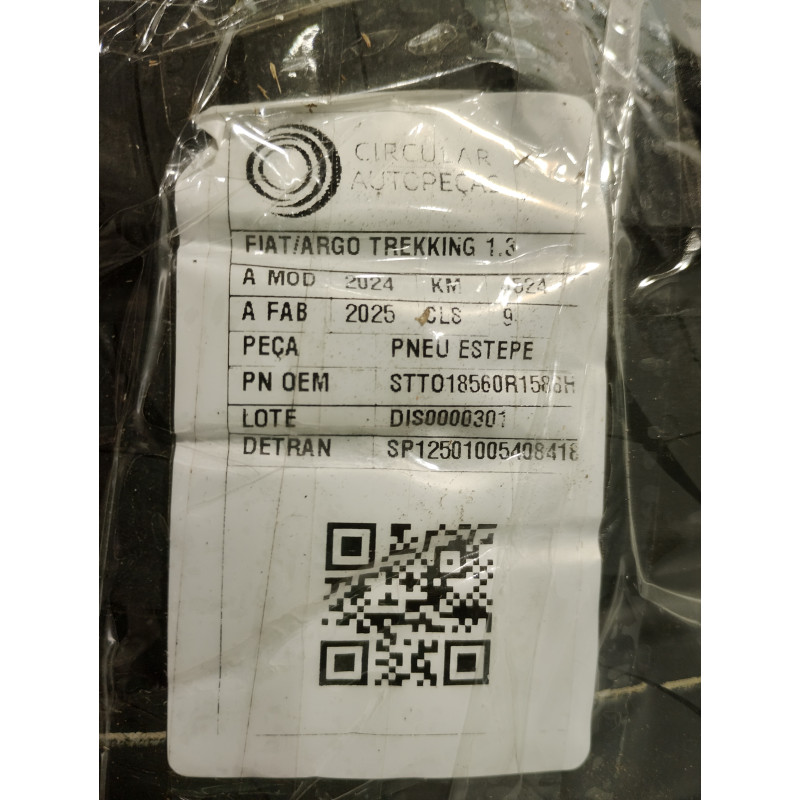 CIRCULAR
AUTOPEÇAS
FIAT/ARGO TREKKING 1.3
A MOD 2024 KM
A FAB 2025 CLS 9
PEÇA PNEU ESTEPE
PN OEM
LOTE DIS0000301
DETRAN SP12501005408418